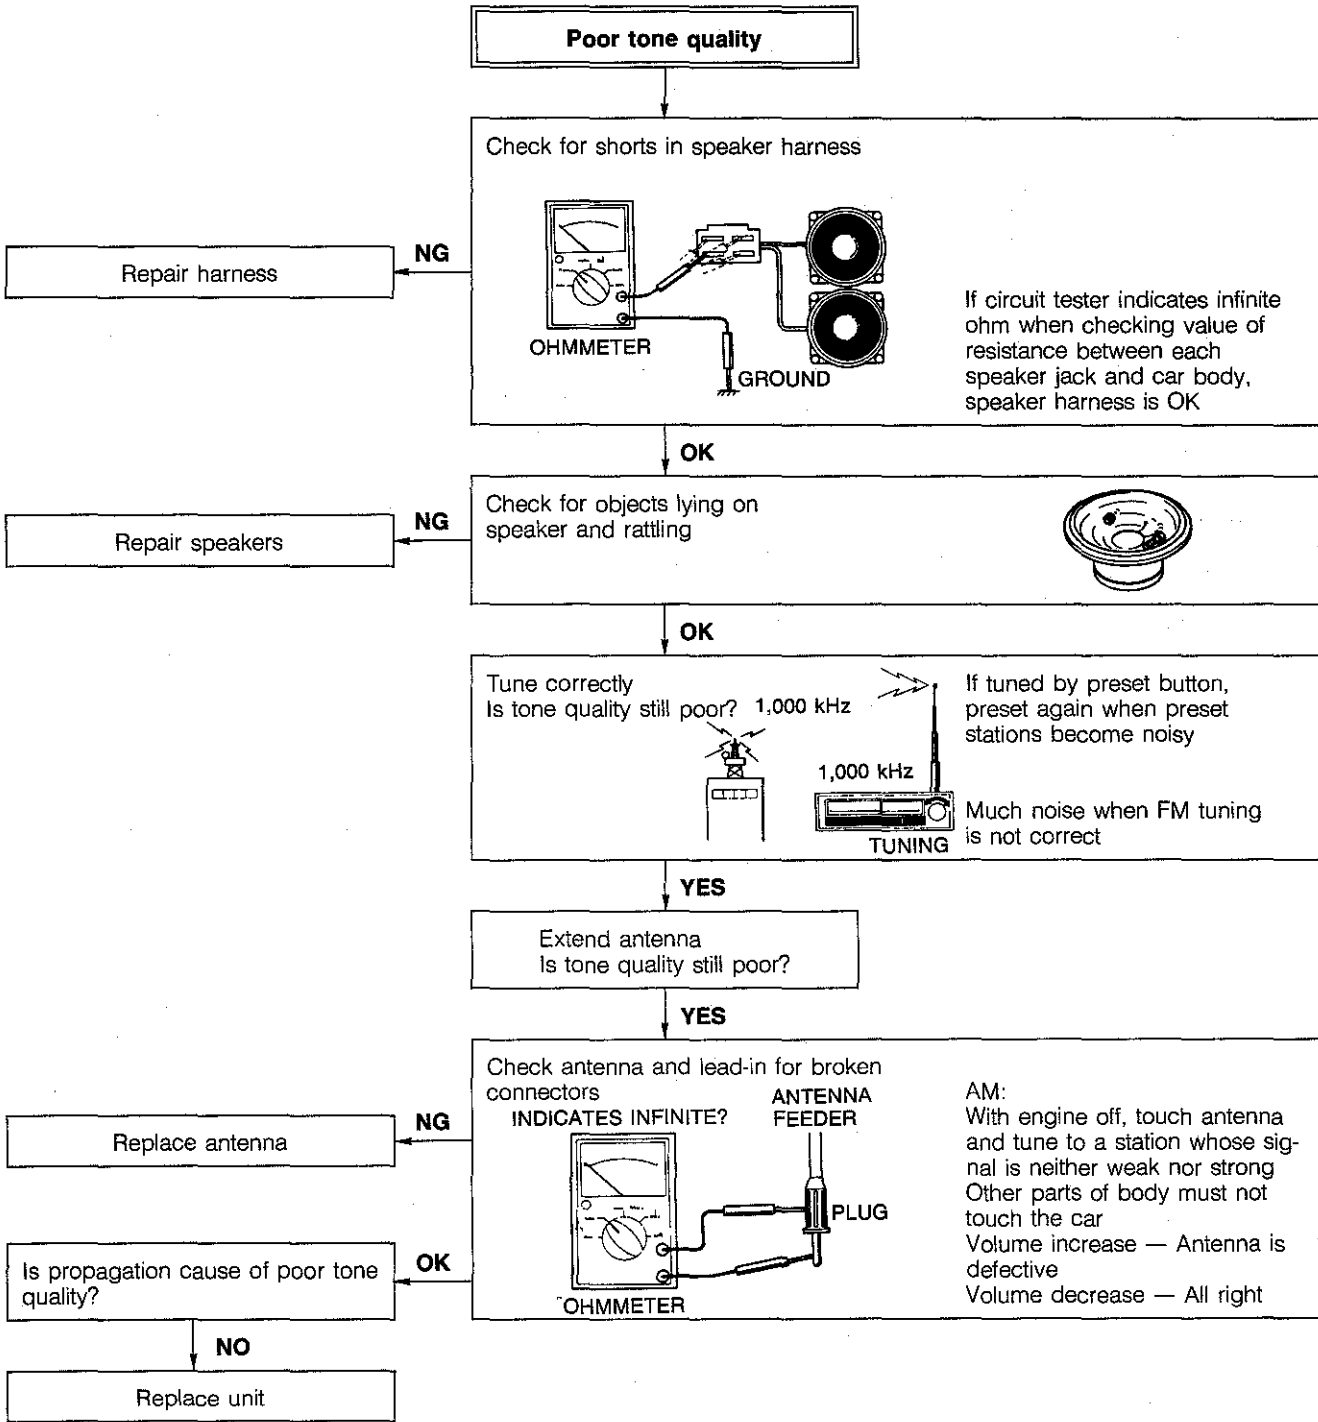 Poor tone quality
Check for shorts in speaker harness
NG
Repair harness
OHMMETER
GROUND
If circuit tester indicates infinite
ohm when checking value of
resistance between each
speaker jack and car body,
speaker harness is OK
OK
Check for objects lying on
speaker and rattling
NG
Repair speakers
OK
Tune correctly
Is tone quality still poor?
1,000 kHz
1,000 kHz
TUNING
If tuned by preset button,
preset again when preset
stations become noisy
Much noise when FM tuning
is not correct
YES
Extend antenna
Is tone quality still poor?
YES
Check antenna and lead-in for broken
connectors
INDICATES INFINITE?
ANTENNA
FEEDER
PLUG
OHMMETER
AM:
With engine off, touch antenna
and tune to a station whose sig-
nal is neither weak nor strong
Other parts of body must not
touch the car
Volume increase — Antenna is
defective
Volume decrease — All right
NG
Replace antenna
OK
Is propagation cause of poor tone
quality?
NO
Replace unit